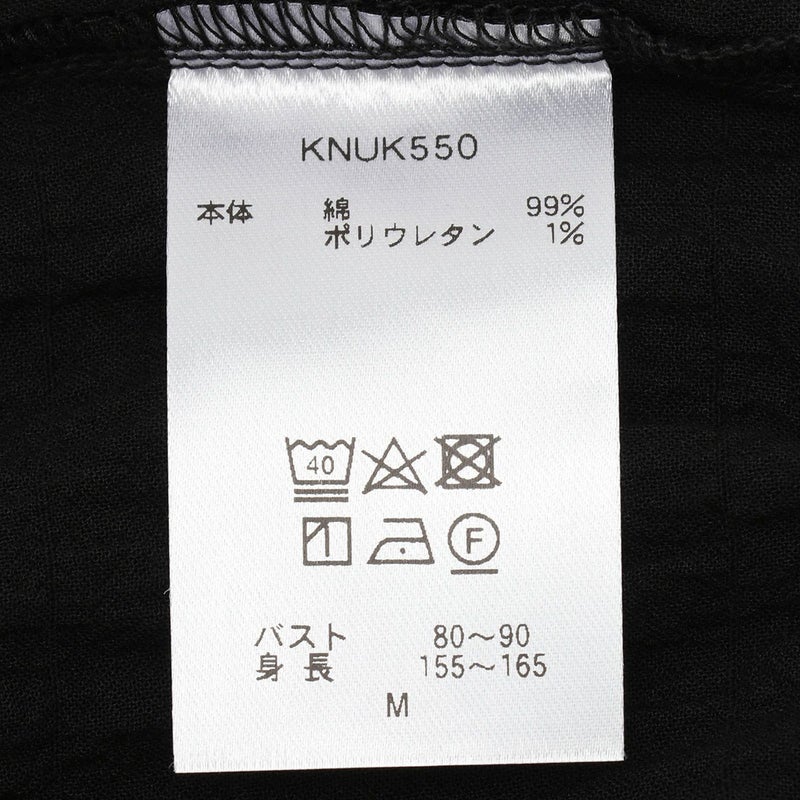 KNUK550
本体 綿 99%
ポリウレタン 1%
40
F
バスト 80～90
身長 155～165
M